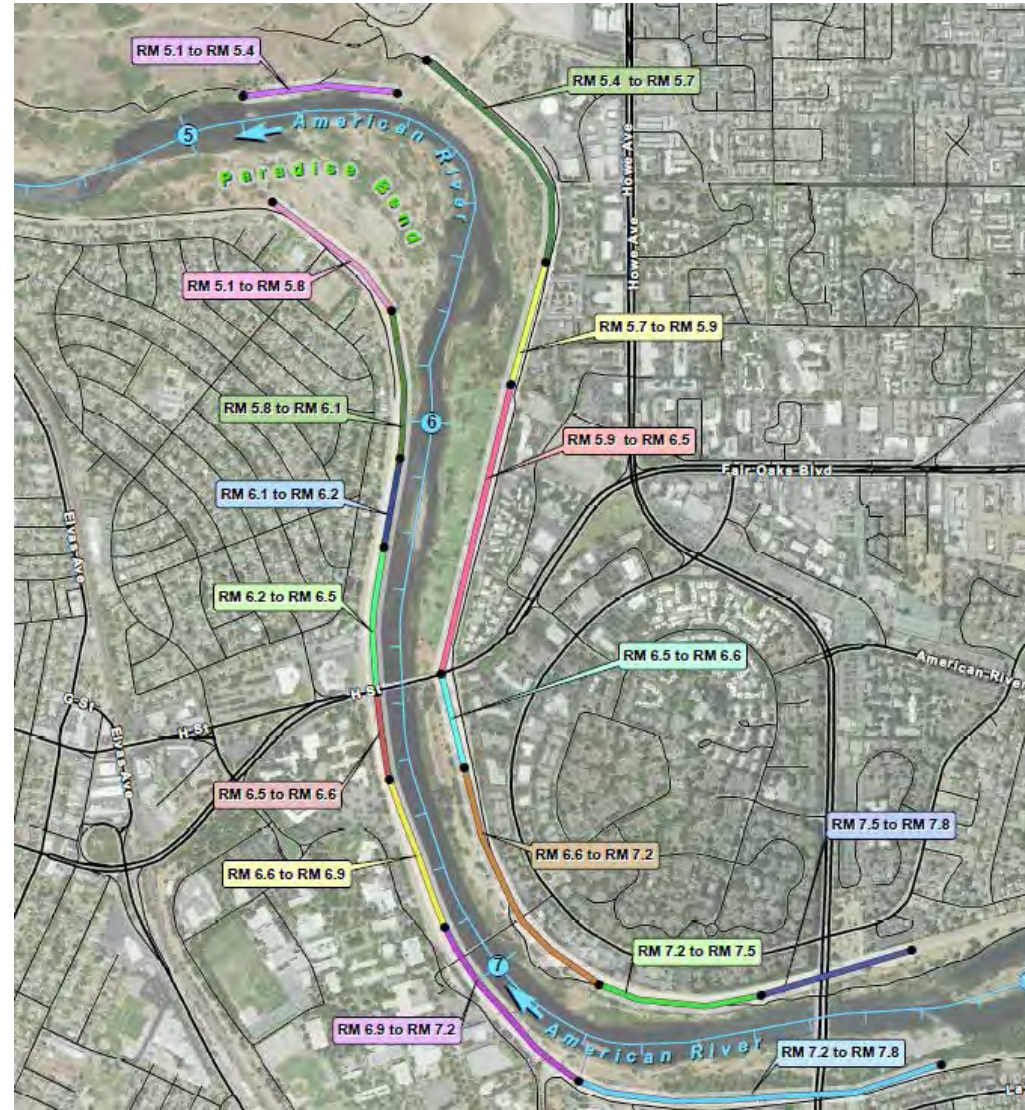 RM 5.1 to RM 5.4
RM 5.4 to RM 5.7
5
American River
Paradise Bend
Howe-Ave
Howe-Ave
RM 5.1 to RM 5.8
RM 5.7 to RM 5.9
RM 5.8 to RM 6.1
6
RM 5.9 to RM 6.5
Fair Oaks Blvd
RM 6.1 to RM 6.2
Elvas-Ave
RM 6.2 to RM 6.5
RM 6.5 to RM 6.6
American-River
H-St
G-St
H-St
Elvas-Ave
RM 6.5 to RM 6.6
RM 7.5 to RM 7.8
RM 6.6 to RM 7.2
RM 6.6 to RM 6.9
RM 7.2 to RM 7.5
7
RM 6.9 to RM 7.2
American River
RM 7.2 to RM 7.8